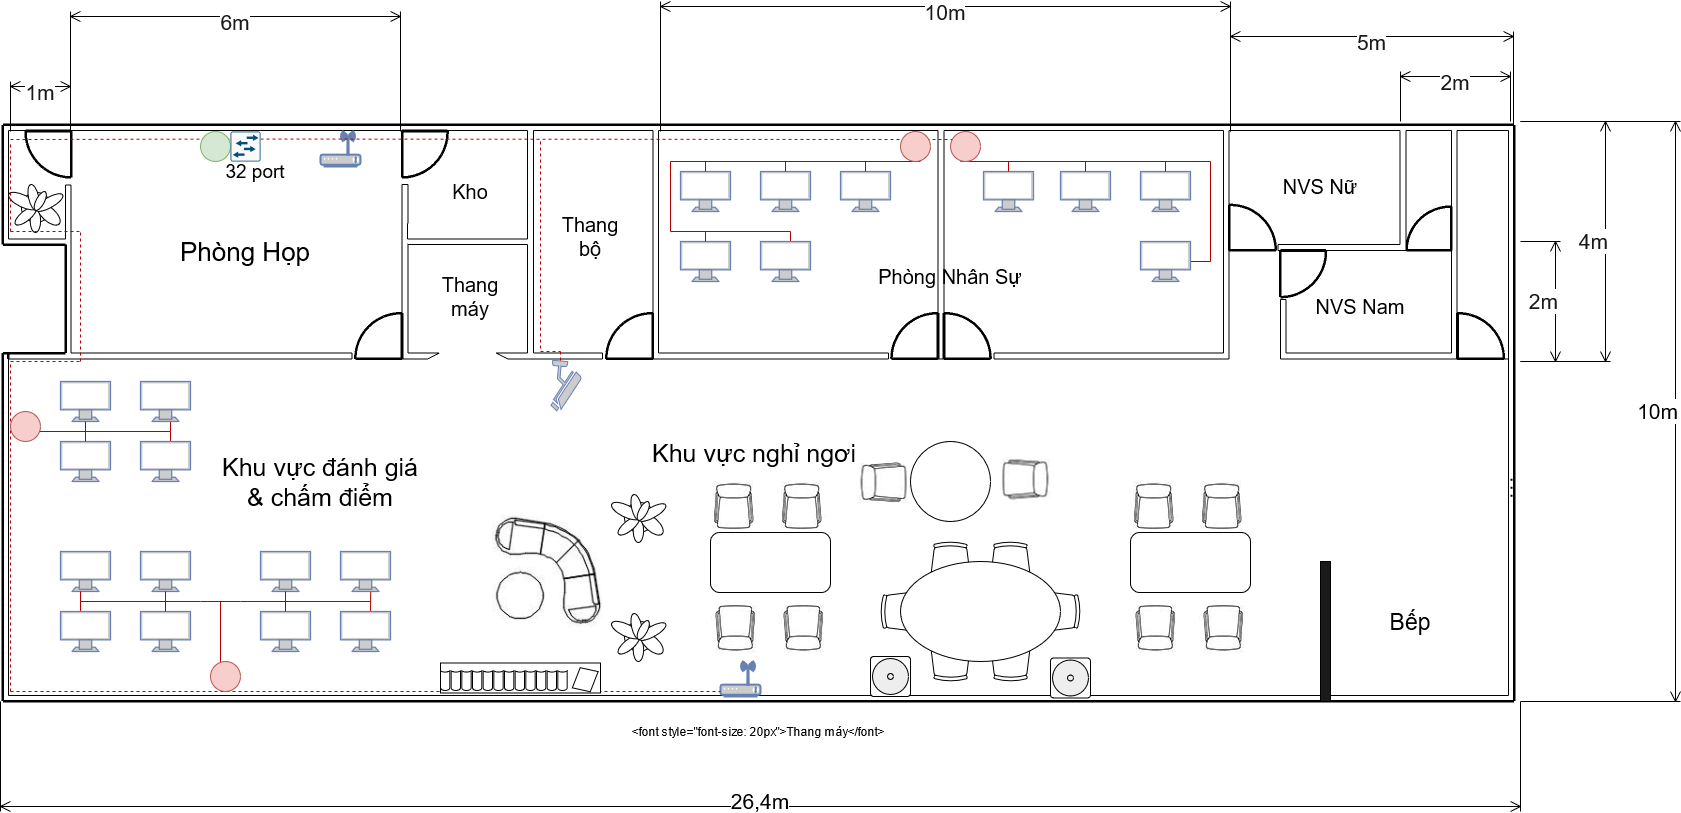 10m
6m
5m
2m
1m
32 port
Kho
NVS Nữ
Thang
bộ
4m
Phòng Họp
Phòng Nhân Sự
Thang
máy
2m
NVS Nam
10m
Khu vực nghỉ ngơi
Khu vực đánh giá
& chấm điểm
Bếp
<font style="font-size: 20px">Thang máy</font>
26,4m